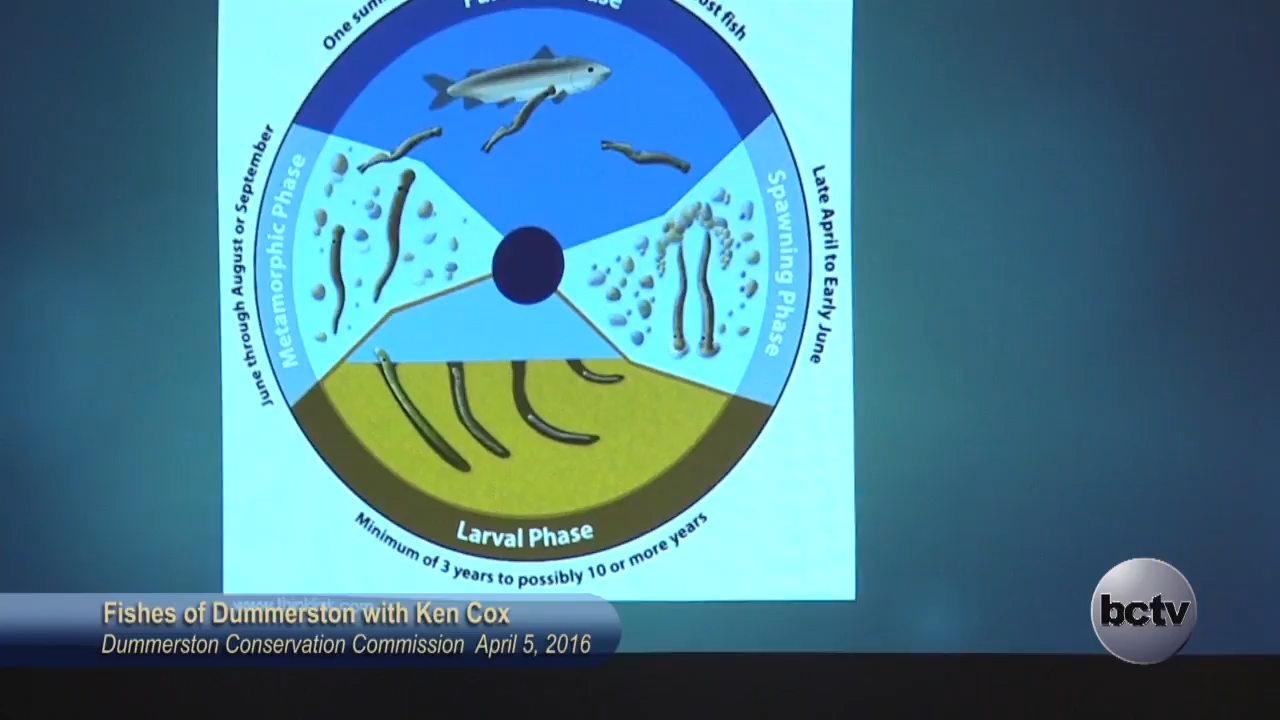 One
ost fish
Metamorphic Phase
June through August or September
Spawning Phase
Late April to Early June
Larval Phase
Minimum of 3 years to possibly 10 or more years
Fishes of Dummerston with Ken Cox
Dummerston Conservation Commission April 5, 2016
bctv